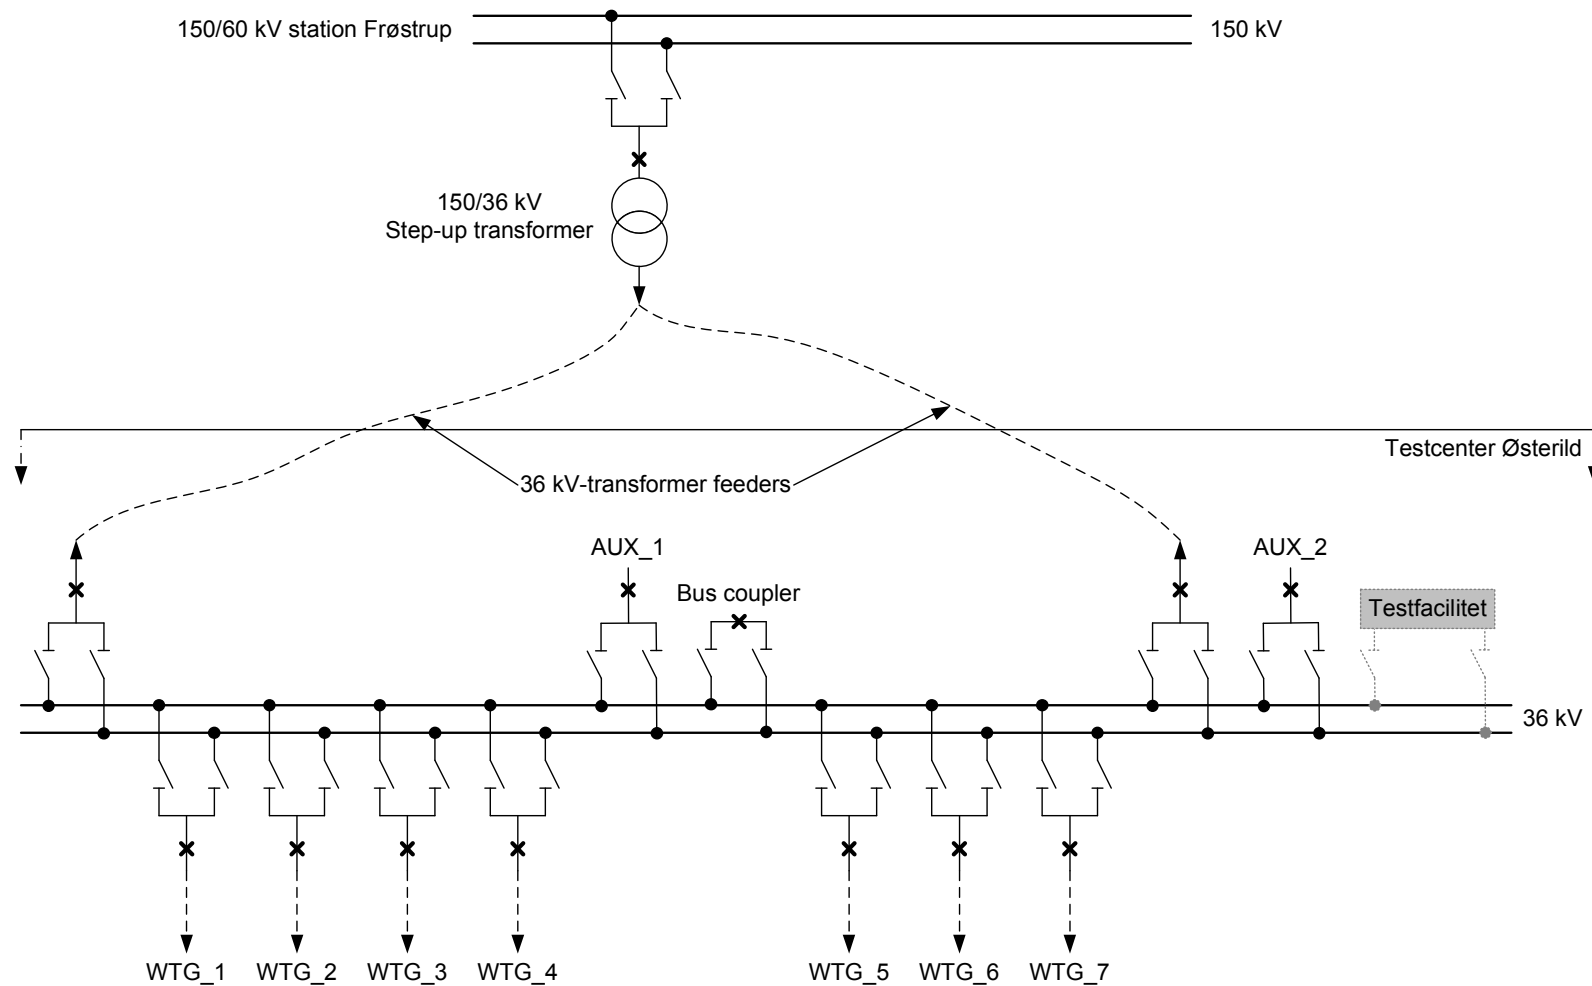 150/60 kV station Frøstrup
150 kV
150/36 kV
Step-up transformer
Testcenter Østerild
36 kV-transformer feeders
AUX_1
AUX_2
Bus coupler
Testfacilitet
36 kV
WTG_1
WTG_2
WTG_3
WTG_4
WTG_5
WTG_6
WTG_7